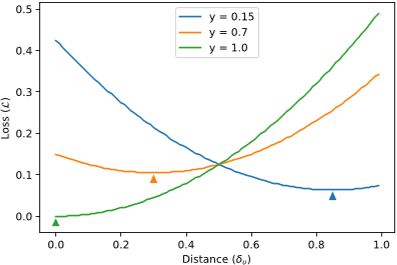 y = 0.15
y = 0.7
y = 1.0
Loss (ℒ)
0.5
0.4
0.3
0.2
0.1
0.0
0.0 0.2 0.4 0.6 0.8 1.0
Distance (δᵤ)